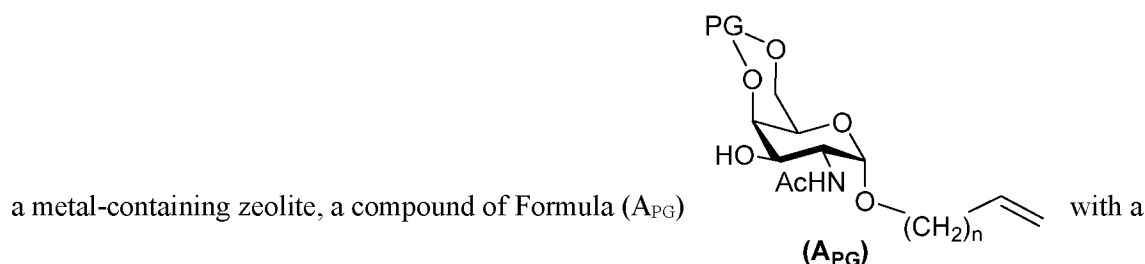 PG
O
O
O
HO
AcHN
O
(CH2)n
a metal-containing zeolite, a compound of Formula (APG) with a
(APG)